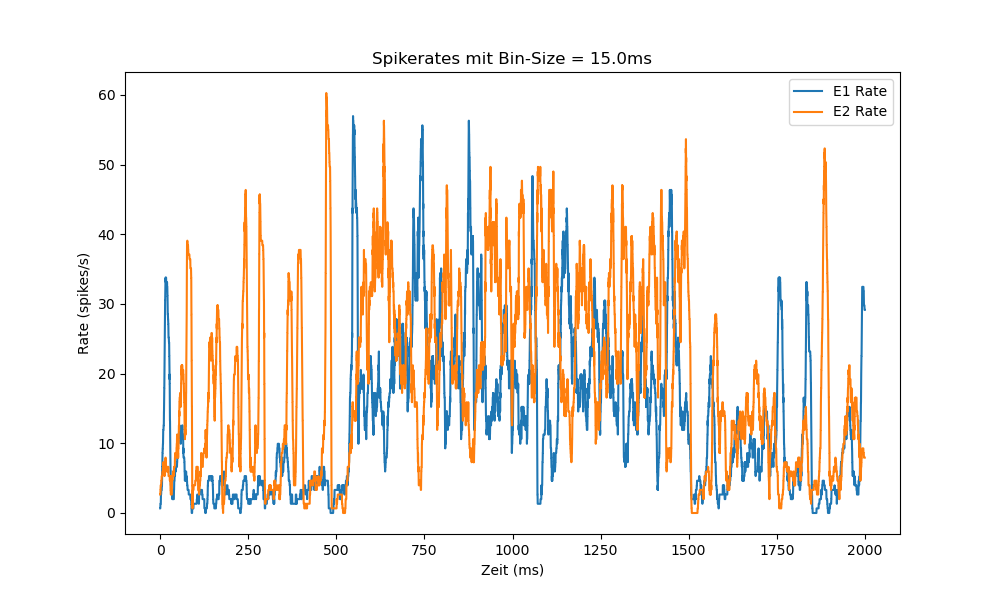 Spikerates mit Bin-Size = 15.0ms
E1 Rate
E2 Rate
Rate (spikes/s)
60
50
40
30
20
10
0
0 250 500 750 1000 1250 1500 1750 2000
Zeit (ms)